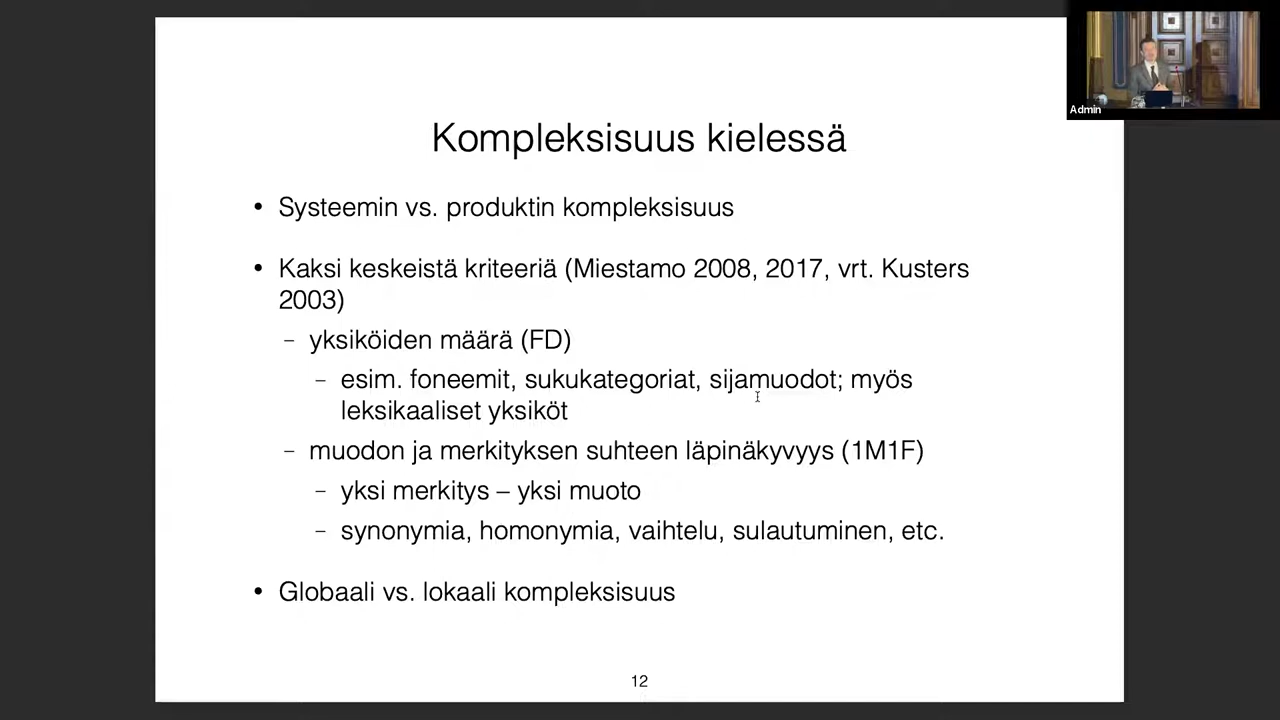 Admin
Kompleksisuus kielessä
• Systeemin vs. produktin kompleksisuus
• Kaksi keskeistä kriteeriä (Miestamo 2008, 2017, vrt. Kusters
2003)
– yksiköiden määrä (FD)
– esim. foneemit, sukukategoriat, sijamuodot; myös
leksikaaliset yksiköt
– muodon ja merkityksen suhteen läpinäkyvyys (1M1F)
– yksi merkitys – yksi muoto
– synonymia, homonymia, vaihtelu, sulautuminen, etc.
• Globaali vs. lokaali kompleksisuus
12